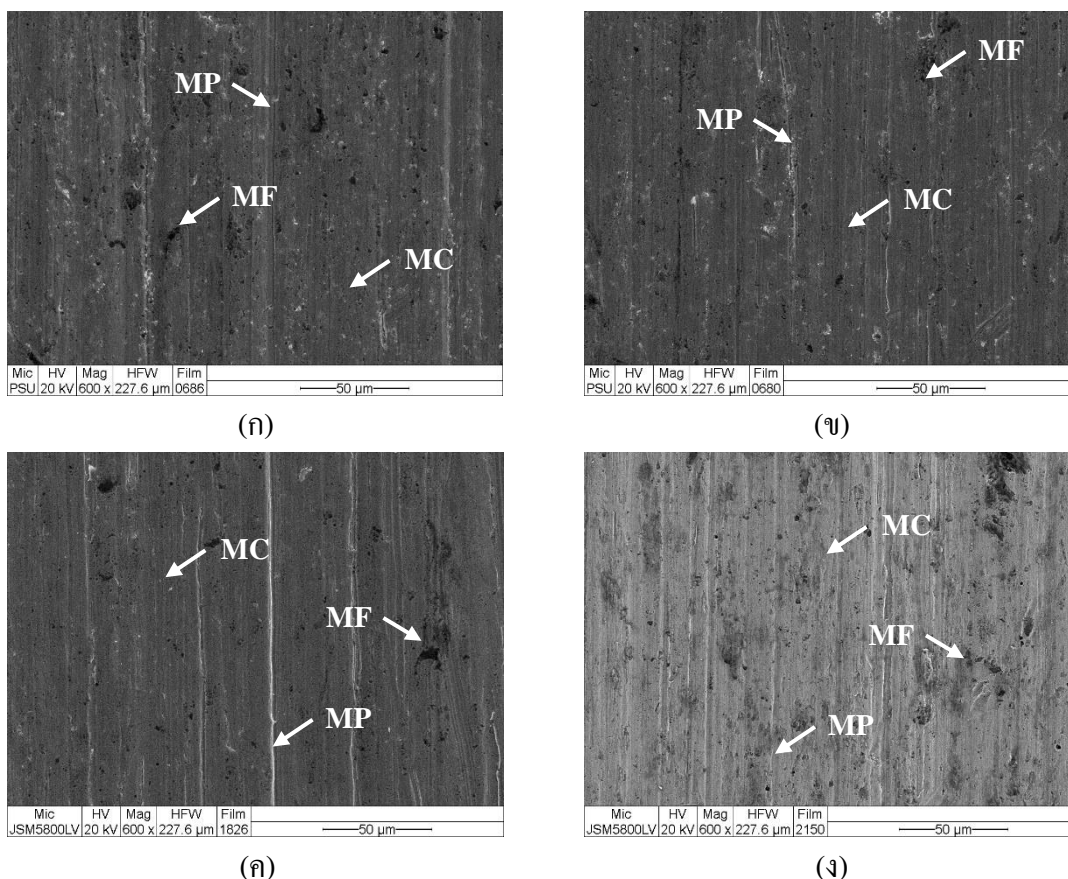 MP
MF
MC
Mic HV Mag HFW Film
PSU 20 kV 600 x 227.6 µm 0686 50 µm
(ก)
MF
MP
MC
Mic HV Mag HFW Film
PSU 20 kV 600 x 227.6 µm 0680 50 µm
(ข)
MC
MF
MP
Mic HV Mag HFW Film
JSM5800LV 20 kV 600 x 227.6 µm 1826 50 µm
(ค)
MC
MF
MP
Mic HV Mag HFW Film
JSM5800LV 20 kV 600 x 227.6 µm 2150 50 µm
(ง)